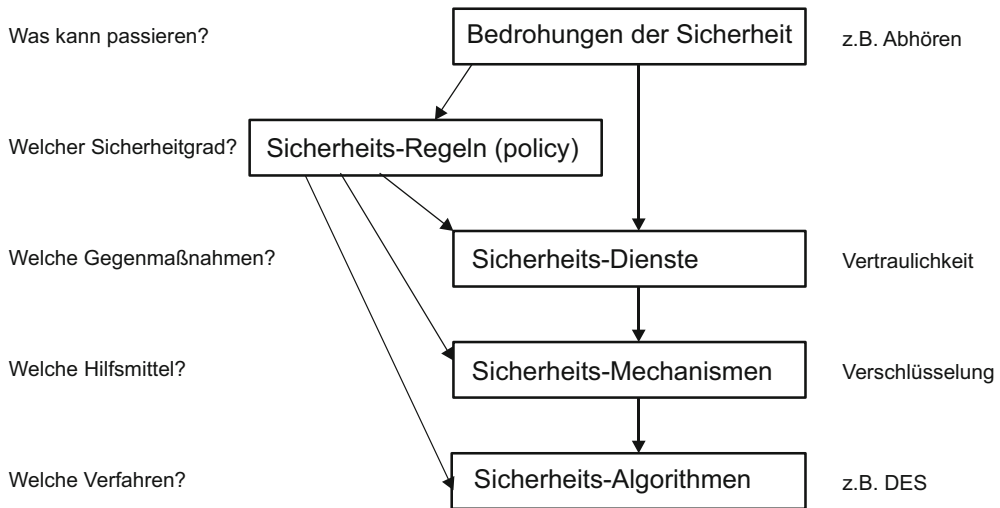 Was kann passieren?
Bedrohungen der Sicherheit
z.B. Abhören
Welcher Sicherheitgrad?
Sicherheits-Regeln (policy)
Welche Gegenmaßnahmen?
Sicherheits-Dienste
Vertraulichkeit
Welche Hilfsmittel?
Sicherheits-Mechanismen
Verschlüsselung
Welche Verfahren?
Sicherheits-Algorithmen
z.B. DES